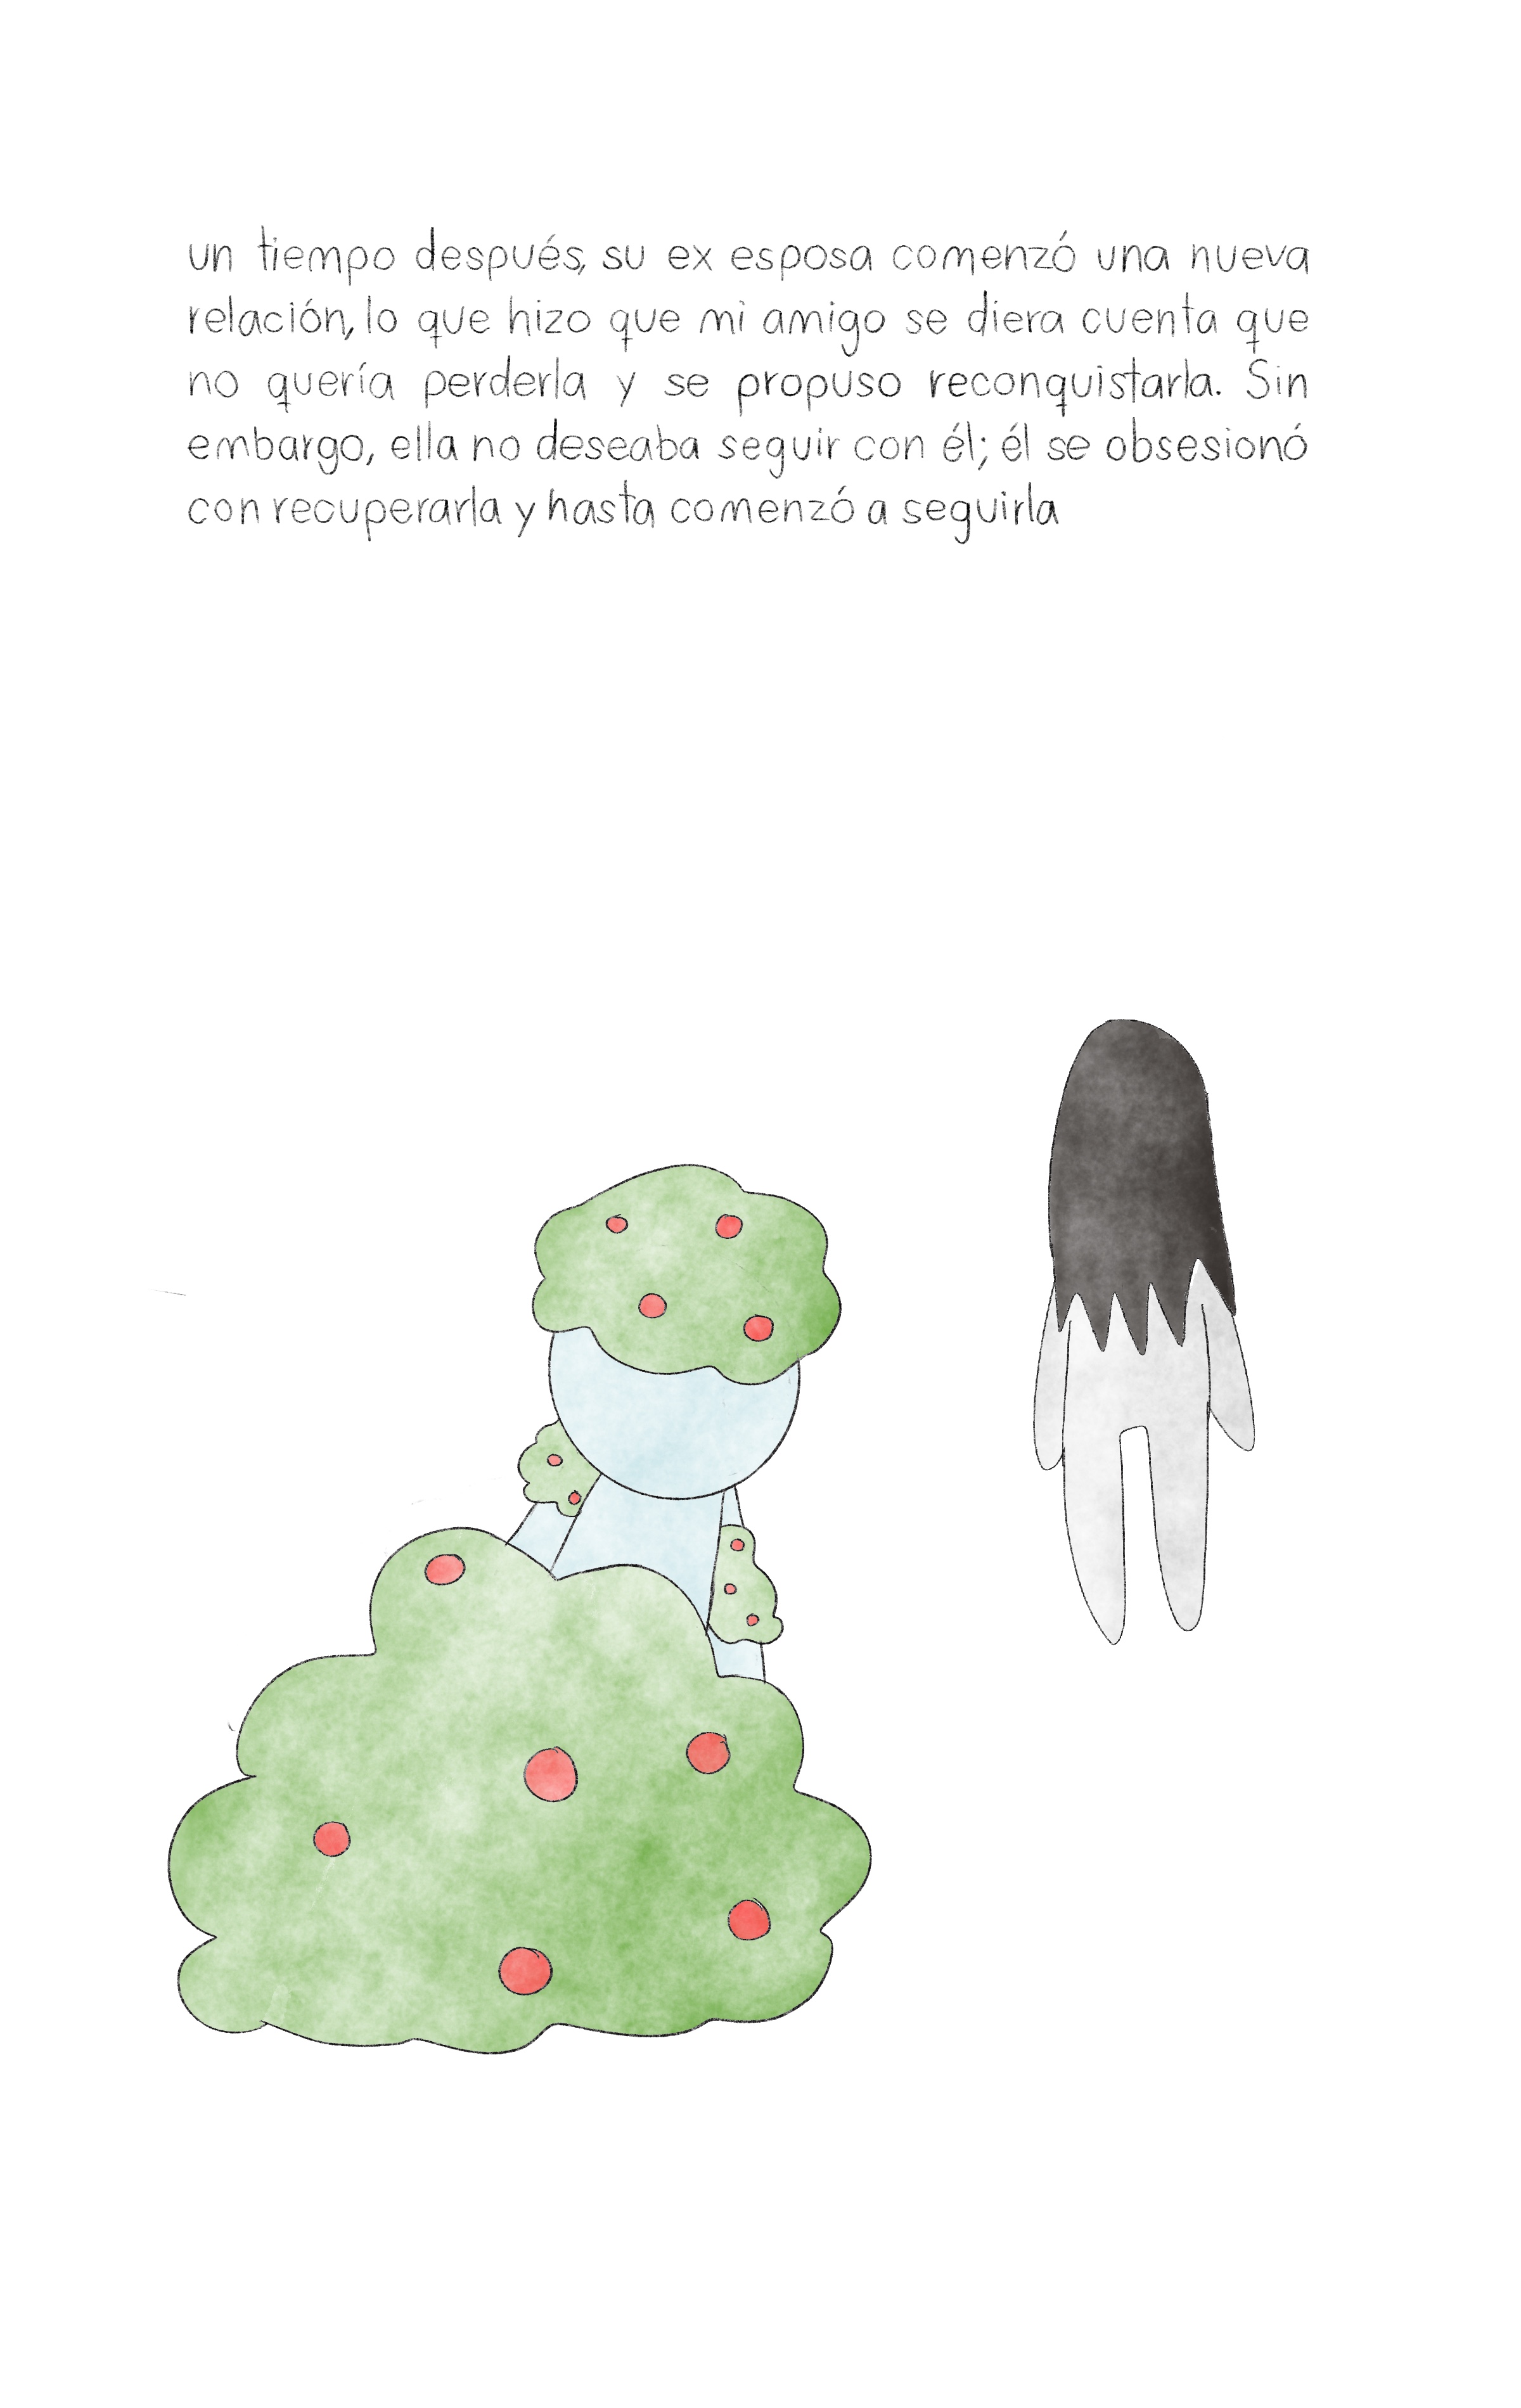 un tiempo después, su ex esposa comenzó una nueva
relación, lo que hizo que mi amigo se diera cuenta que
no quería perderla y se propuso reconquistarla. Sin
embargo, ella no deseaba seguir con él; él se obsesionó
con recuperarla y hasta comenzó a seguirla